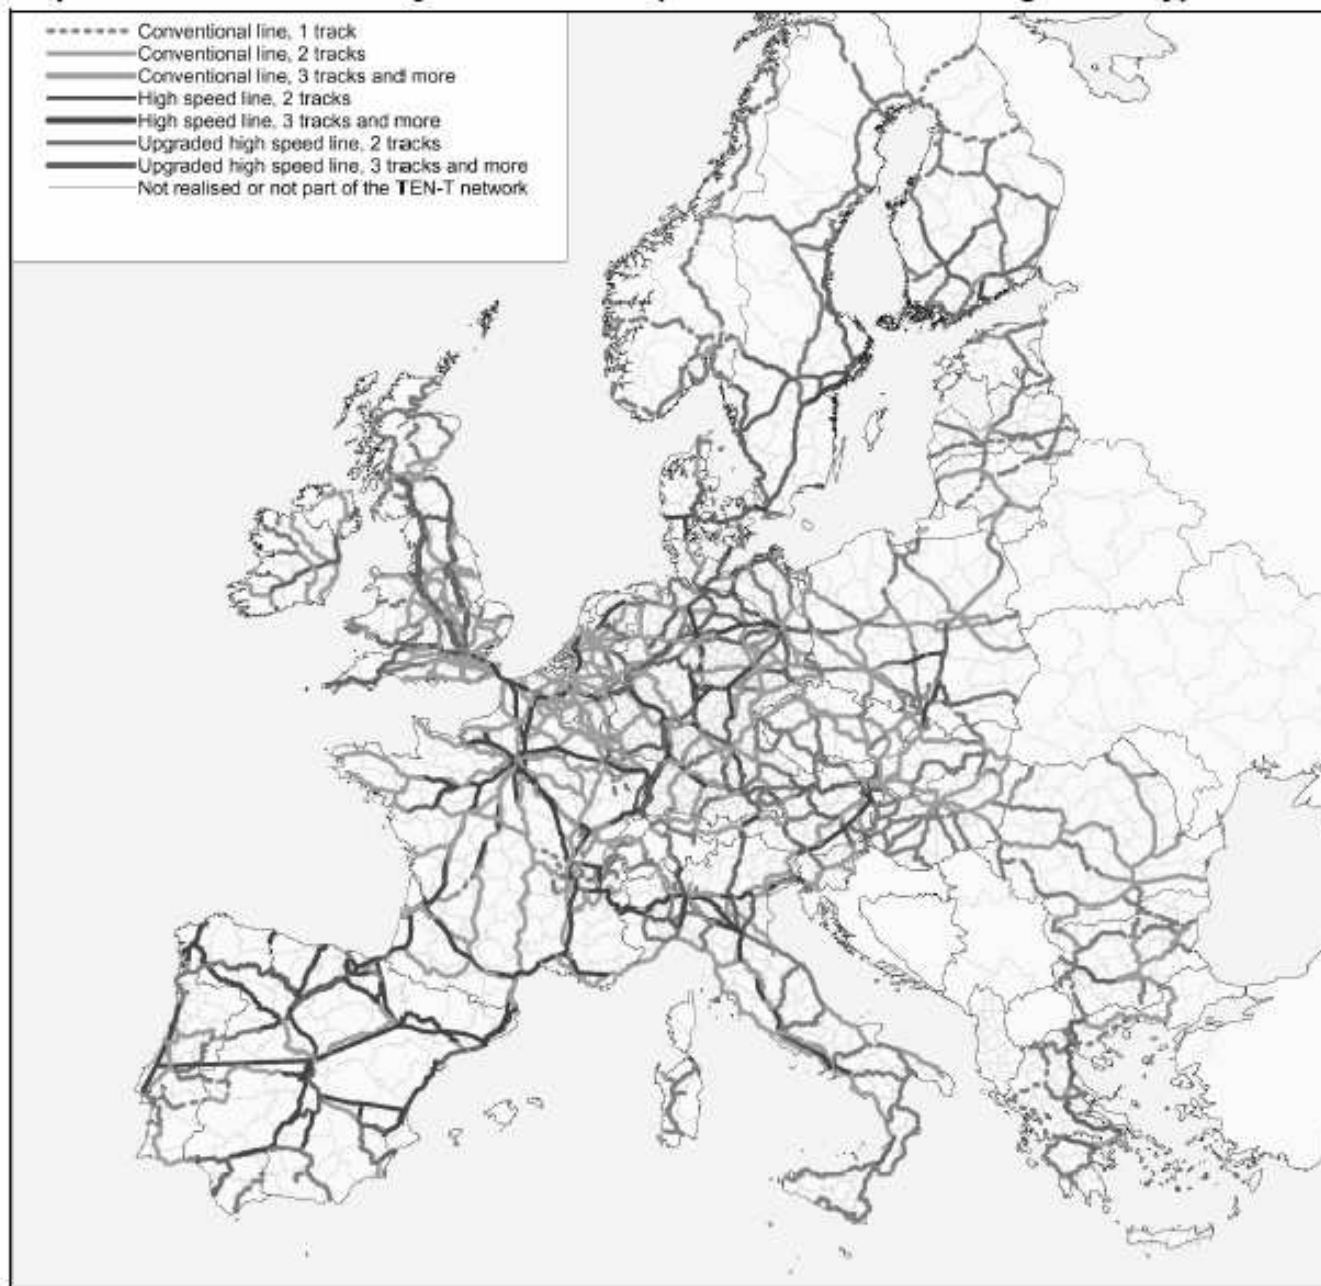 Conventional line, 1 track
Conventional line, 2 tracks
Conventional line, 3 tracks and more
High speed line, 2 tracks
High speed line, 3 tracks and more
Upgraded high speed line, 2 tracks
Upgraded high speed line, 3 tracks and more
Not realised or not part of the TEN-T network